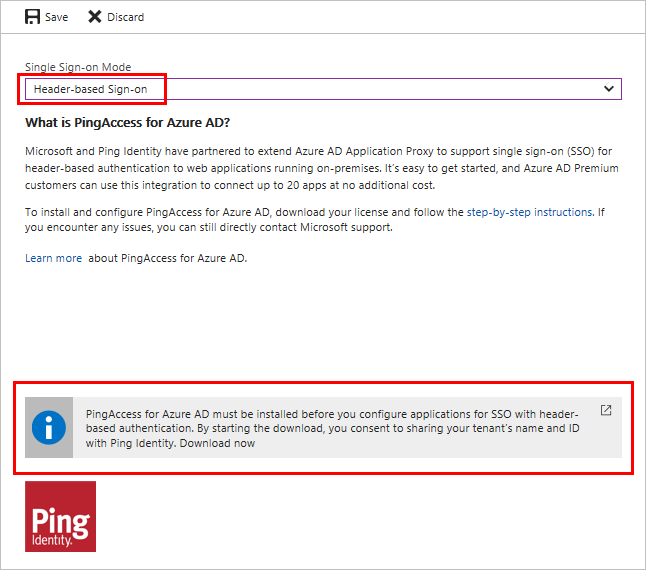 Save Discard
Single Sign-on Mode
Header-based Sign-on
What is PingAccess for Azure AD?
Microsoft and Ping Identity have partnered to extend Azure AD Application Proxy to support single sign-on (SSO) for
header-based authentication to web applications running on-premises. It's easy to get started, and Azure AD Premium
customers can use this integration to connect up to 20 apps at no additional cost.
To install and configure PingAccess for Azure AD, download your license and follow the step-by-step instructions. If
you encounter any issues, you can still directly contact Microsoft support.
Learn more about PingAccess for Azure AD.
PingAccess for Azure AD must be installed before you configure applications for SSO with header-
based authentication. By starting the download, you consent to sharing your tenant's name and ID
with Ping Identity. Download now
Ping
Identity.